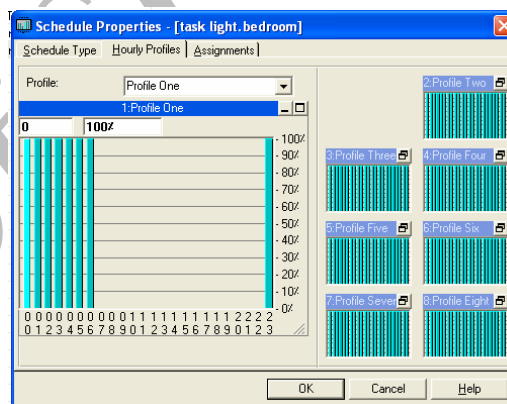 Schedule Properties - [task light.bedroom]
Schedule Type Hourly Profiles Assignments
Profile: Profile One
1:Profile One
0 100%
100%
90%
80%
70%
60%
50%
40%
30%
20%
10%
0%
0 0 0 0 0 0 0 0 0 0 1 1 1 1 1 1 1 1 1 1 2 2 2 2
0 1 2 3 4 5 6 7 8 9 0 1 2 3 4 5 6 7 8 9 0 1 2 3
2:Profile Two
3:Profile Three 4:Profile Four
5:Profile Five 6:Profile Six
7:Profile Seven 8:Profile Eight
OK Cancel Help